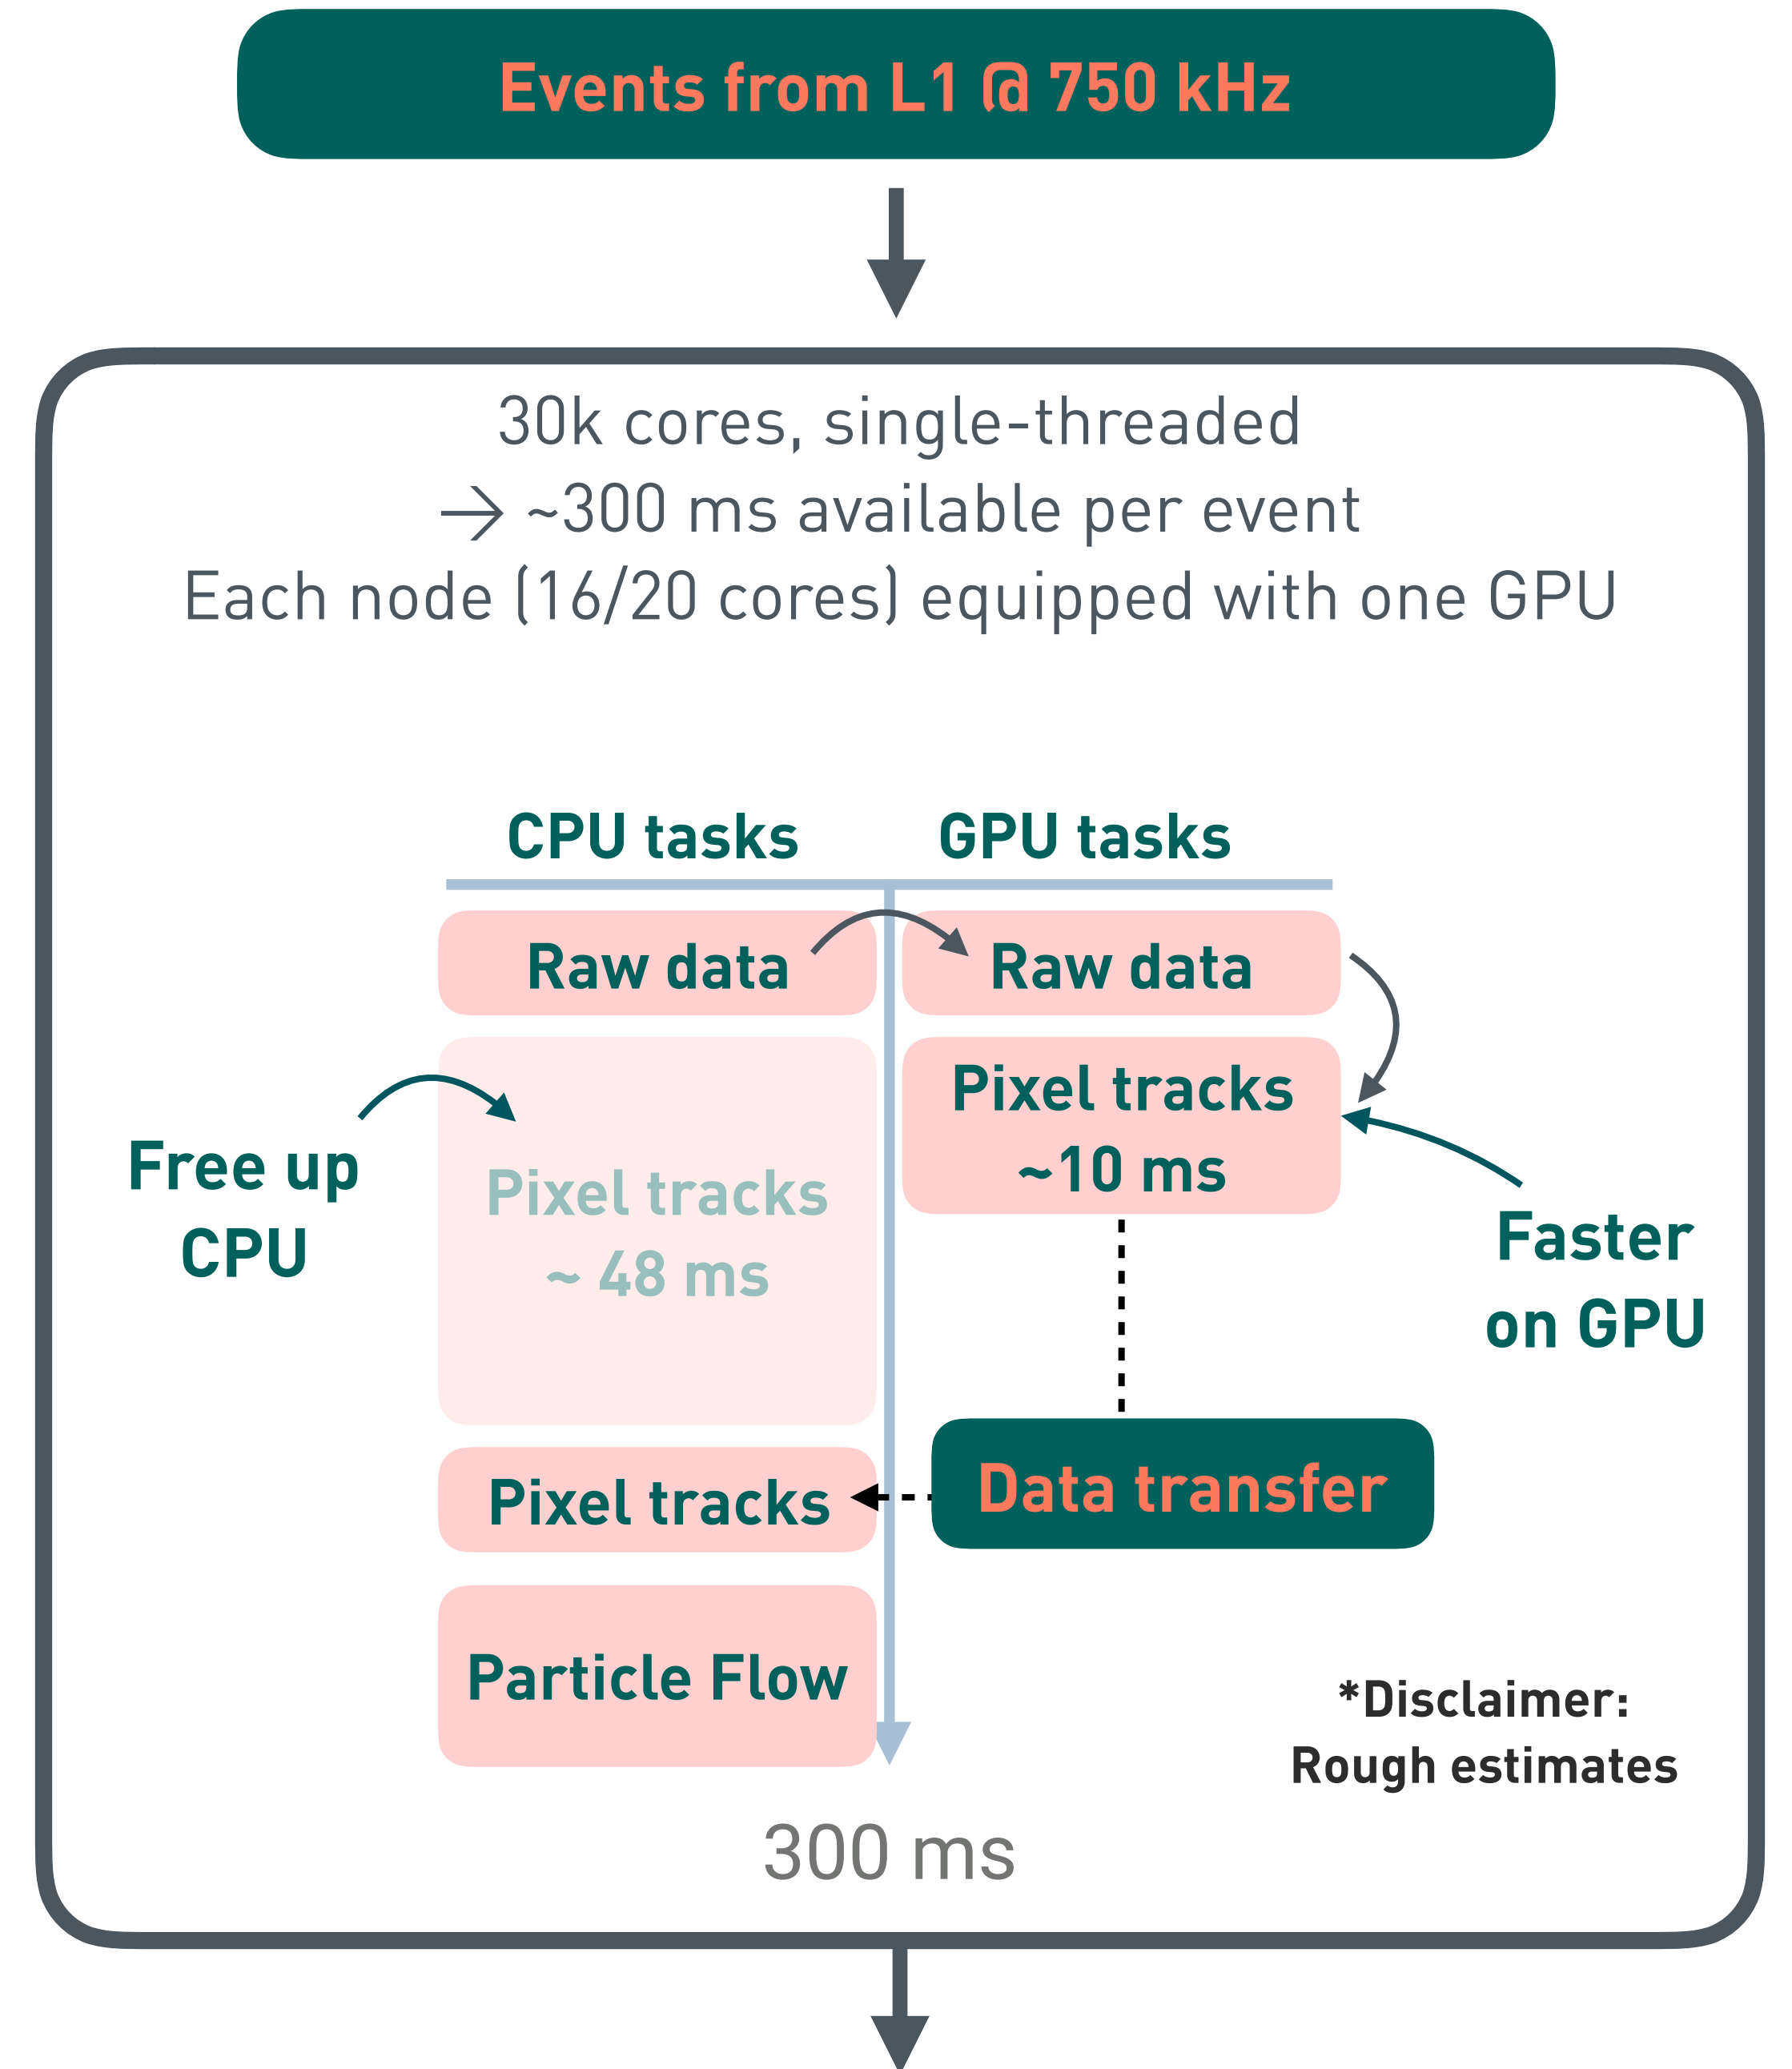 Events from L1 @ 750 kHz
30k cores, single-threaded
→ ~300 ms available per event
Each node (16/20 cores) equipped with one GPU
CPU tasks
GPU tasks
Raw data
Raw data
Pixel tracks
~10 ms
Free up
CPU
Pixel tracks
~ 48 ms
Faster
on GPU
Data transfer
Pixel tracks
Particle Flow
*Disclaimer:
Rough estimates
300 ms